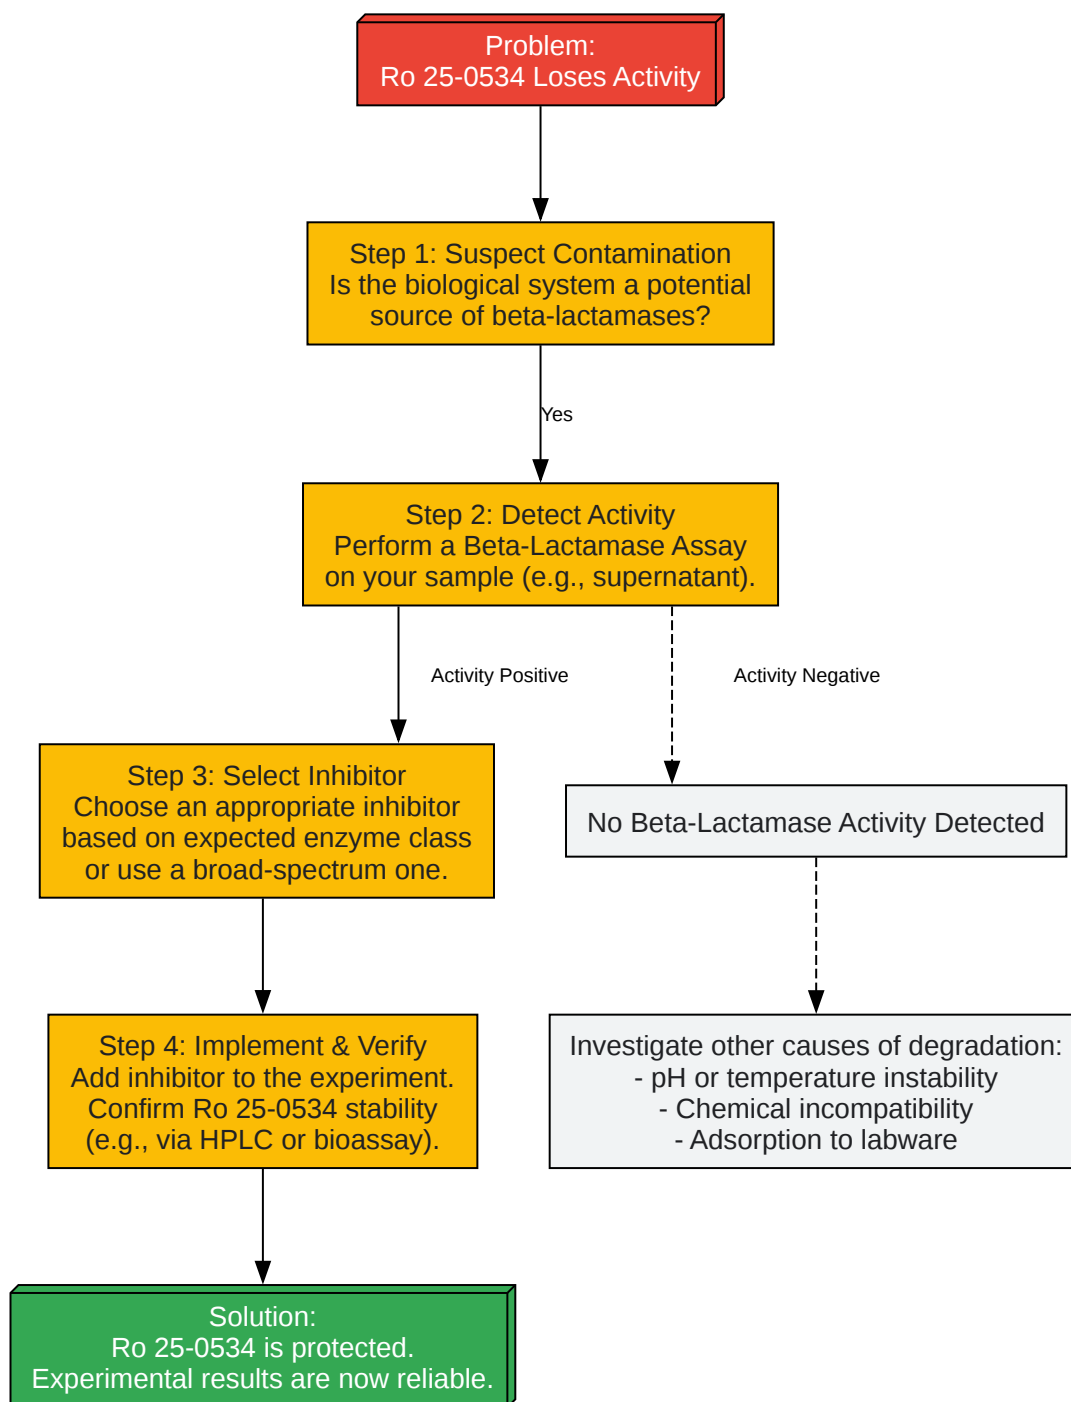 Problem:
Ro 25-0534 Loses Activity
Step 1: Suspect Contamination
Is the biological system a potential
source of beta-lactamases?
Yes
Step 2: Detect Activity
Perform a Beta-Lactamase Assay
on your sample (e.g., supernatant).
Activity Positive
Activity Negative
Step 3: Select Inhibitor
Choose an appropriate inhibitor
based on expected enzyme class
or use a broad-spectrum one.
No Beta-Lactamase Activity Detected
Step 4: Implement & Verify
Add inhibitor to the experiment.
Confirm Ro 25-0534 stability
(e.g., via HPLC or bioassay).
Investigate other causes of degradation:
- pH or temperature instability
- Chemical incompatibility
- Adsorption to labware
Solution:
Ro 25-0534 is protected.
Experimental results are now reliable.